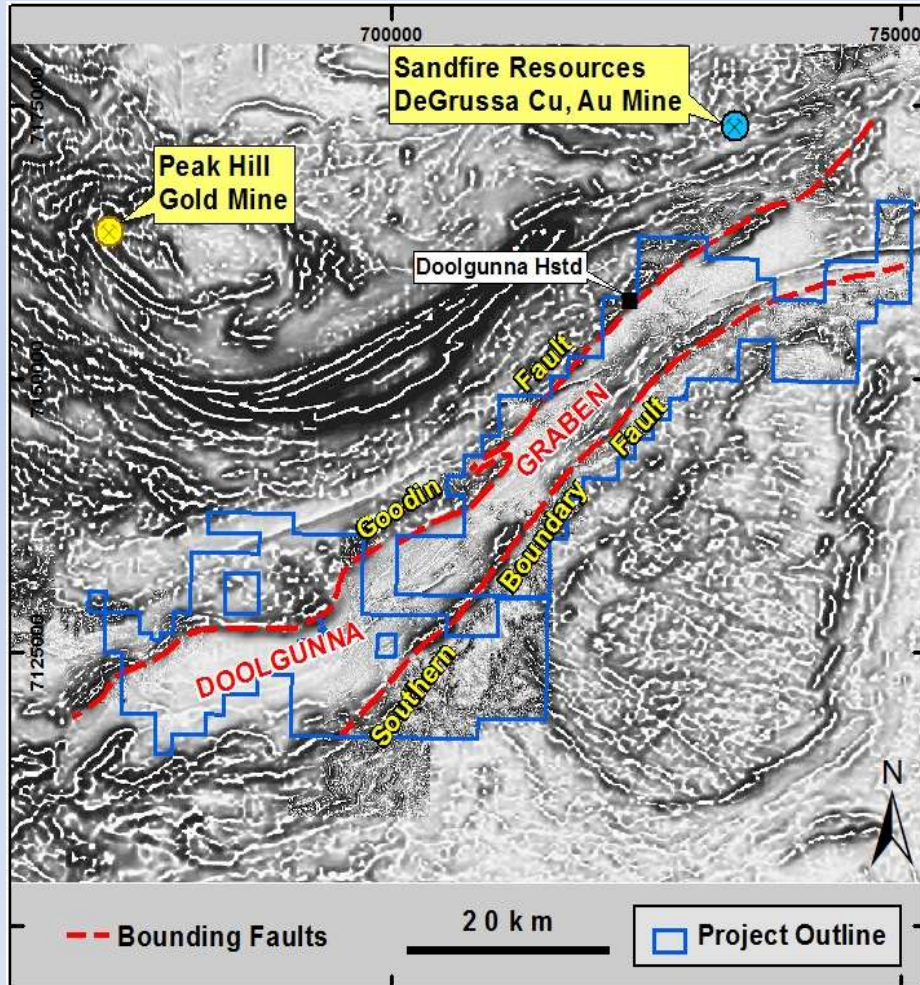 700000
75000
7175000
Sandfire Resources
DeGrussa Cu, Au Mine
Peak Hill
Gold Mine
Doolgunna Hstd
7150000
Fault
GRABEN
Fault
Goodin
Boundary
7125000
DOOLGUNNA
Southern
N
Bounding Faults
20 km
Project Outline